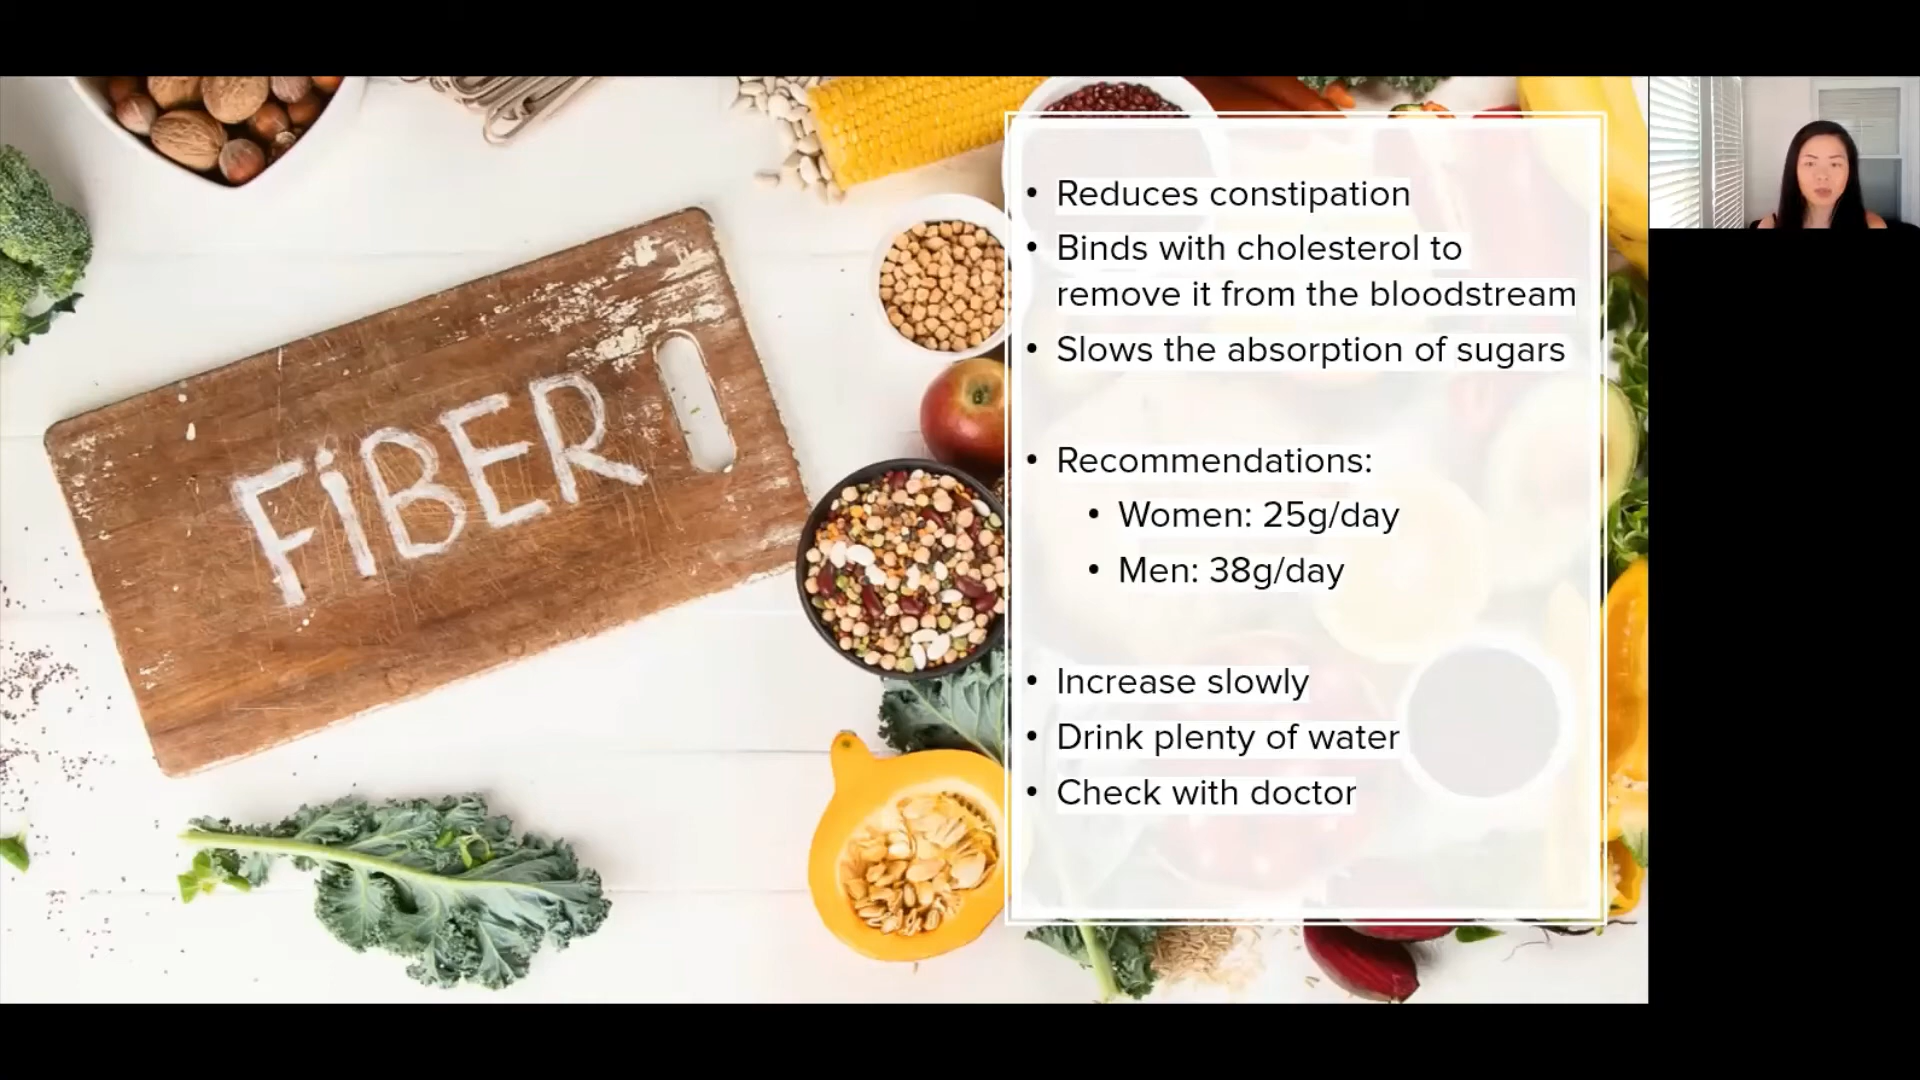 FiBER
• Reduces constipation
• Binds with cholesterol to
remove it from the bloodstream
• Slows the absorption of sugars
• Recommendations:
• Women: 25g/day
• Men: 38g/day
• Increase slowly
• Drink plenty of water
• Check with doctor